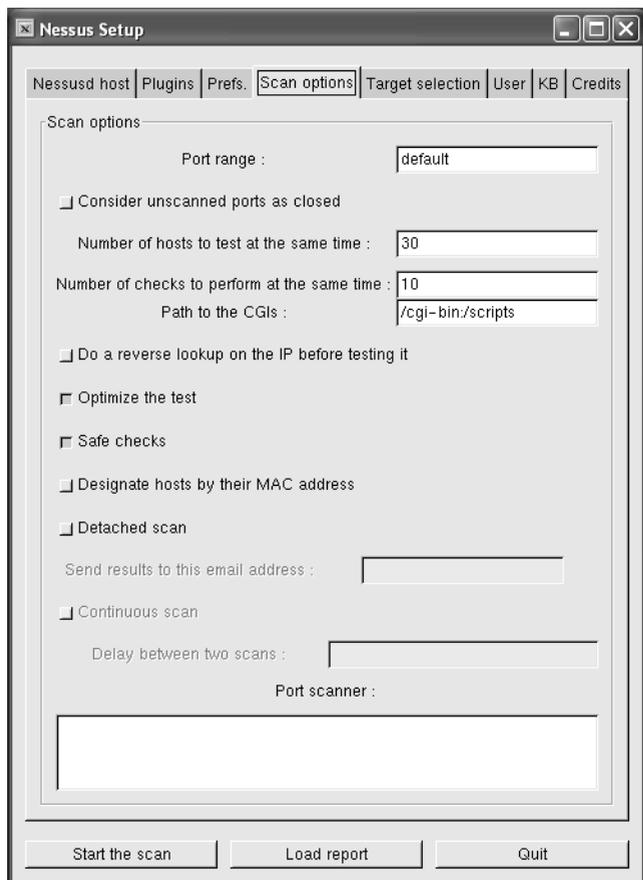 Nessus Setup
Nessusd host Plugins Prefs. Scan options Target selection User KB Credits
Scan options
Port range : default
Consider unscanned ports as closed
Number of hosts to test at the same time : 30
Number of checks to perform at the same time : 10
Path to the CGIs : /cgi-bin:/scripts
Do a reverse lookup on the IP before testing it
Optimize the test
Safe checks
Designate hosts by their MAC address
Detached scan
Send results to this email address :
Continuous scan
Delay between two scans :
Port scanner :
Start the scan Load report Quit